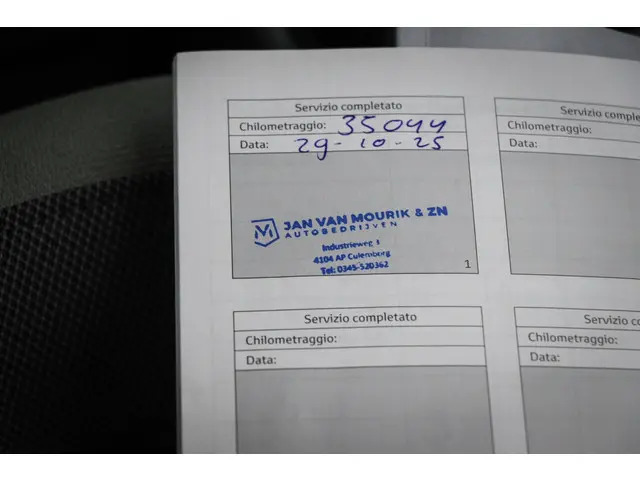 Servizio completato
Chilometraggio: 35044
Data: 29-10-25
JAN VAN MOURIK & ZN
AUTOBEDRIJVEN
Industrieweg 1
4104 AP Culemborg
Tel: 0345-520362
1
Servizio comple
Chilometraggio:
Data:
Servizio completato
Chilometraggio:
Data:
Servizio co
Chilometraggio:
Data: